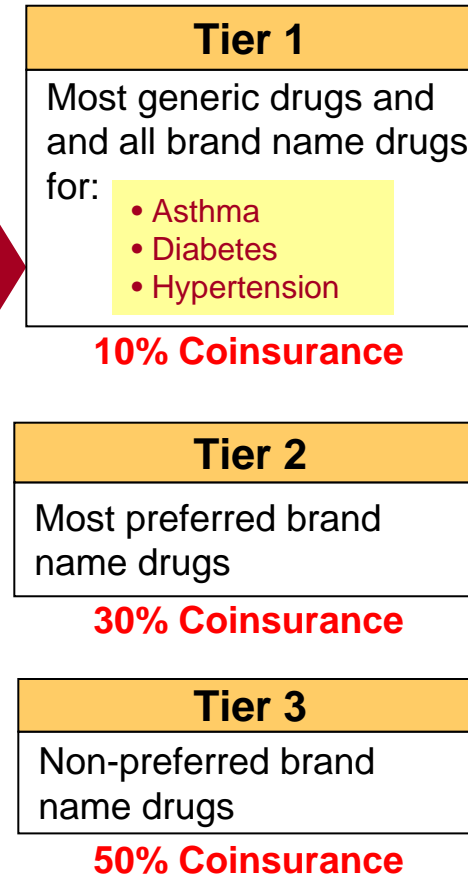 Tier 1
Most generic drugs and
and all brand name drugs
for:
• Asthma
• Diabetes
• Hypertension
10% Coinsurance
Tier 2
Most preferred brand
name drugs
30% Coinsurance
Tier 3
Non-preferred brand
name drugs
50% Coinsurance